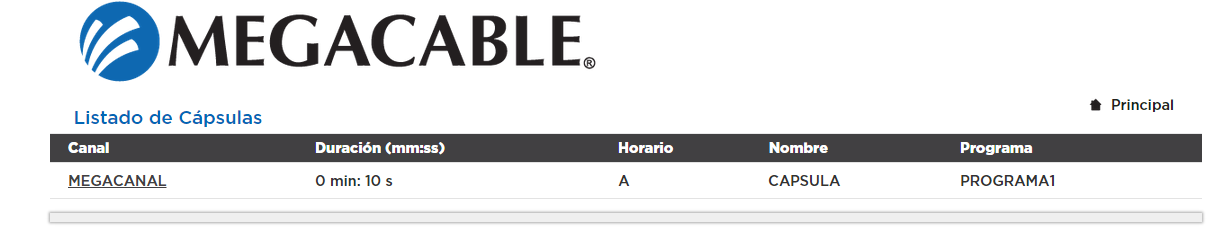 MEGACABLE®
Principal
Listado de Cápsulas
Canal Duración (mm:ss) Horario Nombre Programa
MEGACANAL 0 min: 10 s A CAPSULA PROGRAMA1